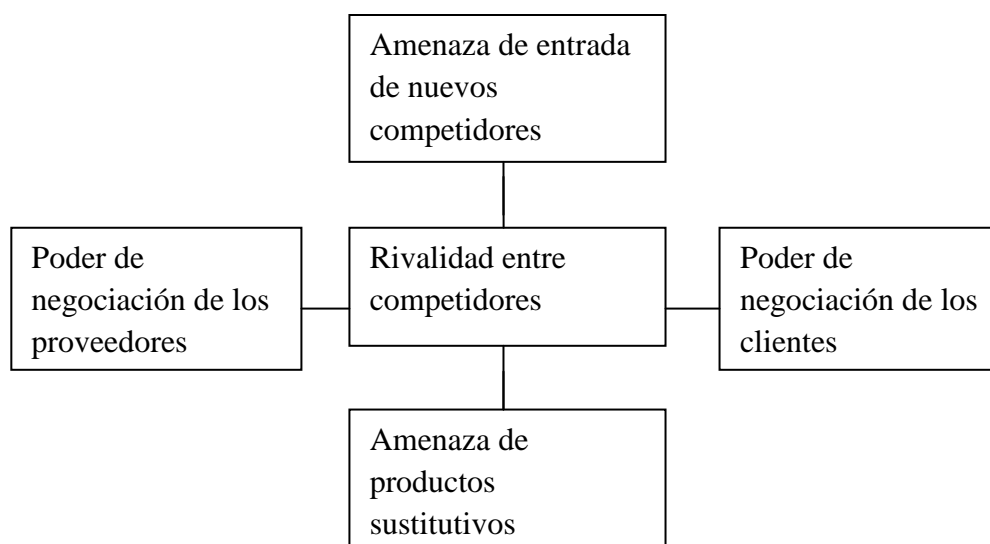 Amenaza de entrada
de nuevos
competidores
Poder de
negociación de los
proveedores
Rivalidad entre
competidores
Poder de
negociación de los
clientes
Amenaza de
productos
sustitutivos